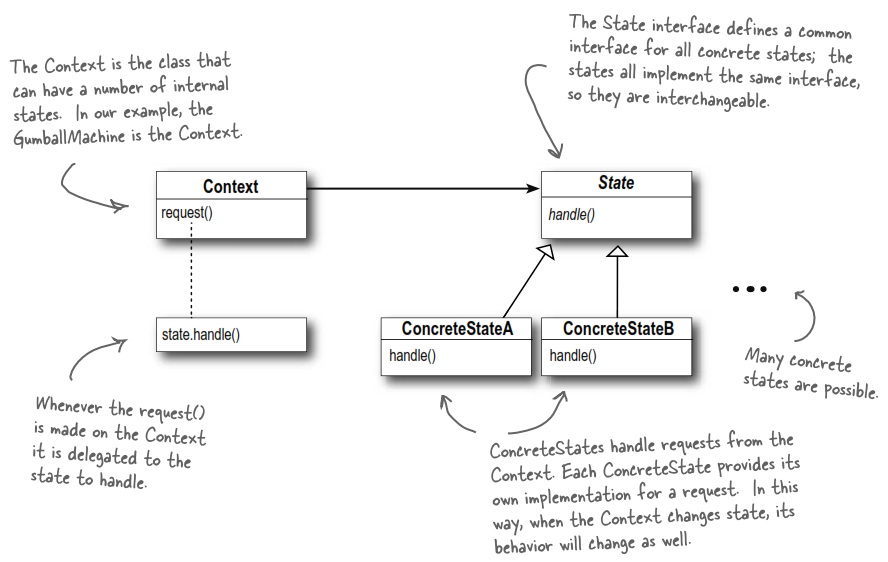 The Context is the class that
can have a number of internal
states. In our example, the
GumballMachine is the Context.
The State interface defines a common
interface for all concrete states; the
states all implement the same interface,
so they are interchangeable.
Context
request()
State
handle()
state.handle()
ConcreteStateA
handle()
ConcreteStateB
handle()
Many concrete
states are possible.
Whenever the request()
is made on the Context
it is delegated to the
state to handle.
ConcreteStates handle requests from the
Context. Each ConcreteState provides its
own implementation for a request. In this
way, when the Context changes state, its
behavior will change as well.